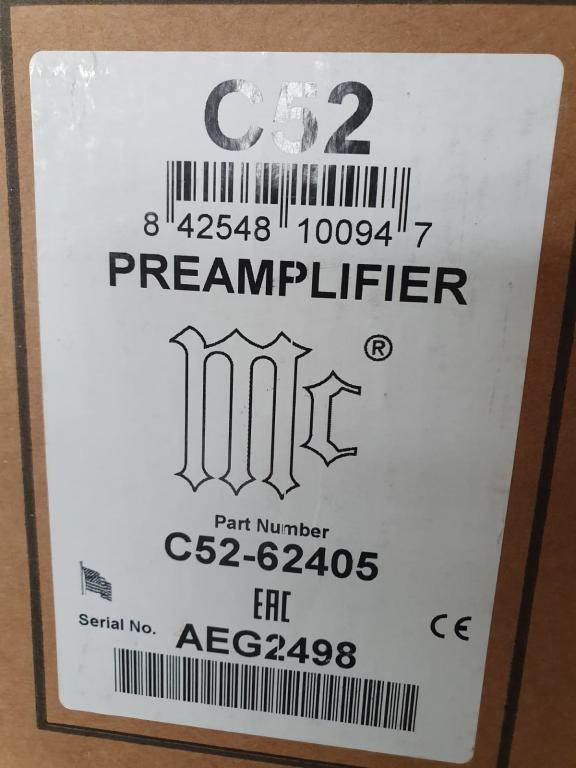 C52
8 42548 10094 7
PREAMPLIFIER
Mc®
Part Number
C52-62405
EAC
CE
Serial No. AEG2498